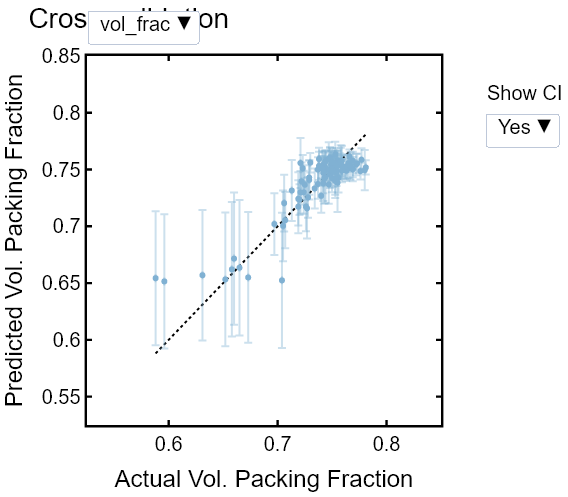 vol_frac ▼
Show CI
Yes ▼
Predicted Vol. Packing Fraction
0.85
0.8
0.75
0.7
0.65
0.6
0.55
0.6 0.7 0.8
Actual Vol. Packing Fraction